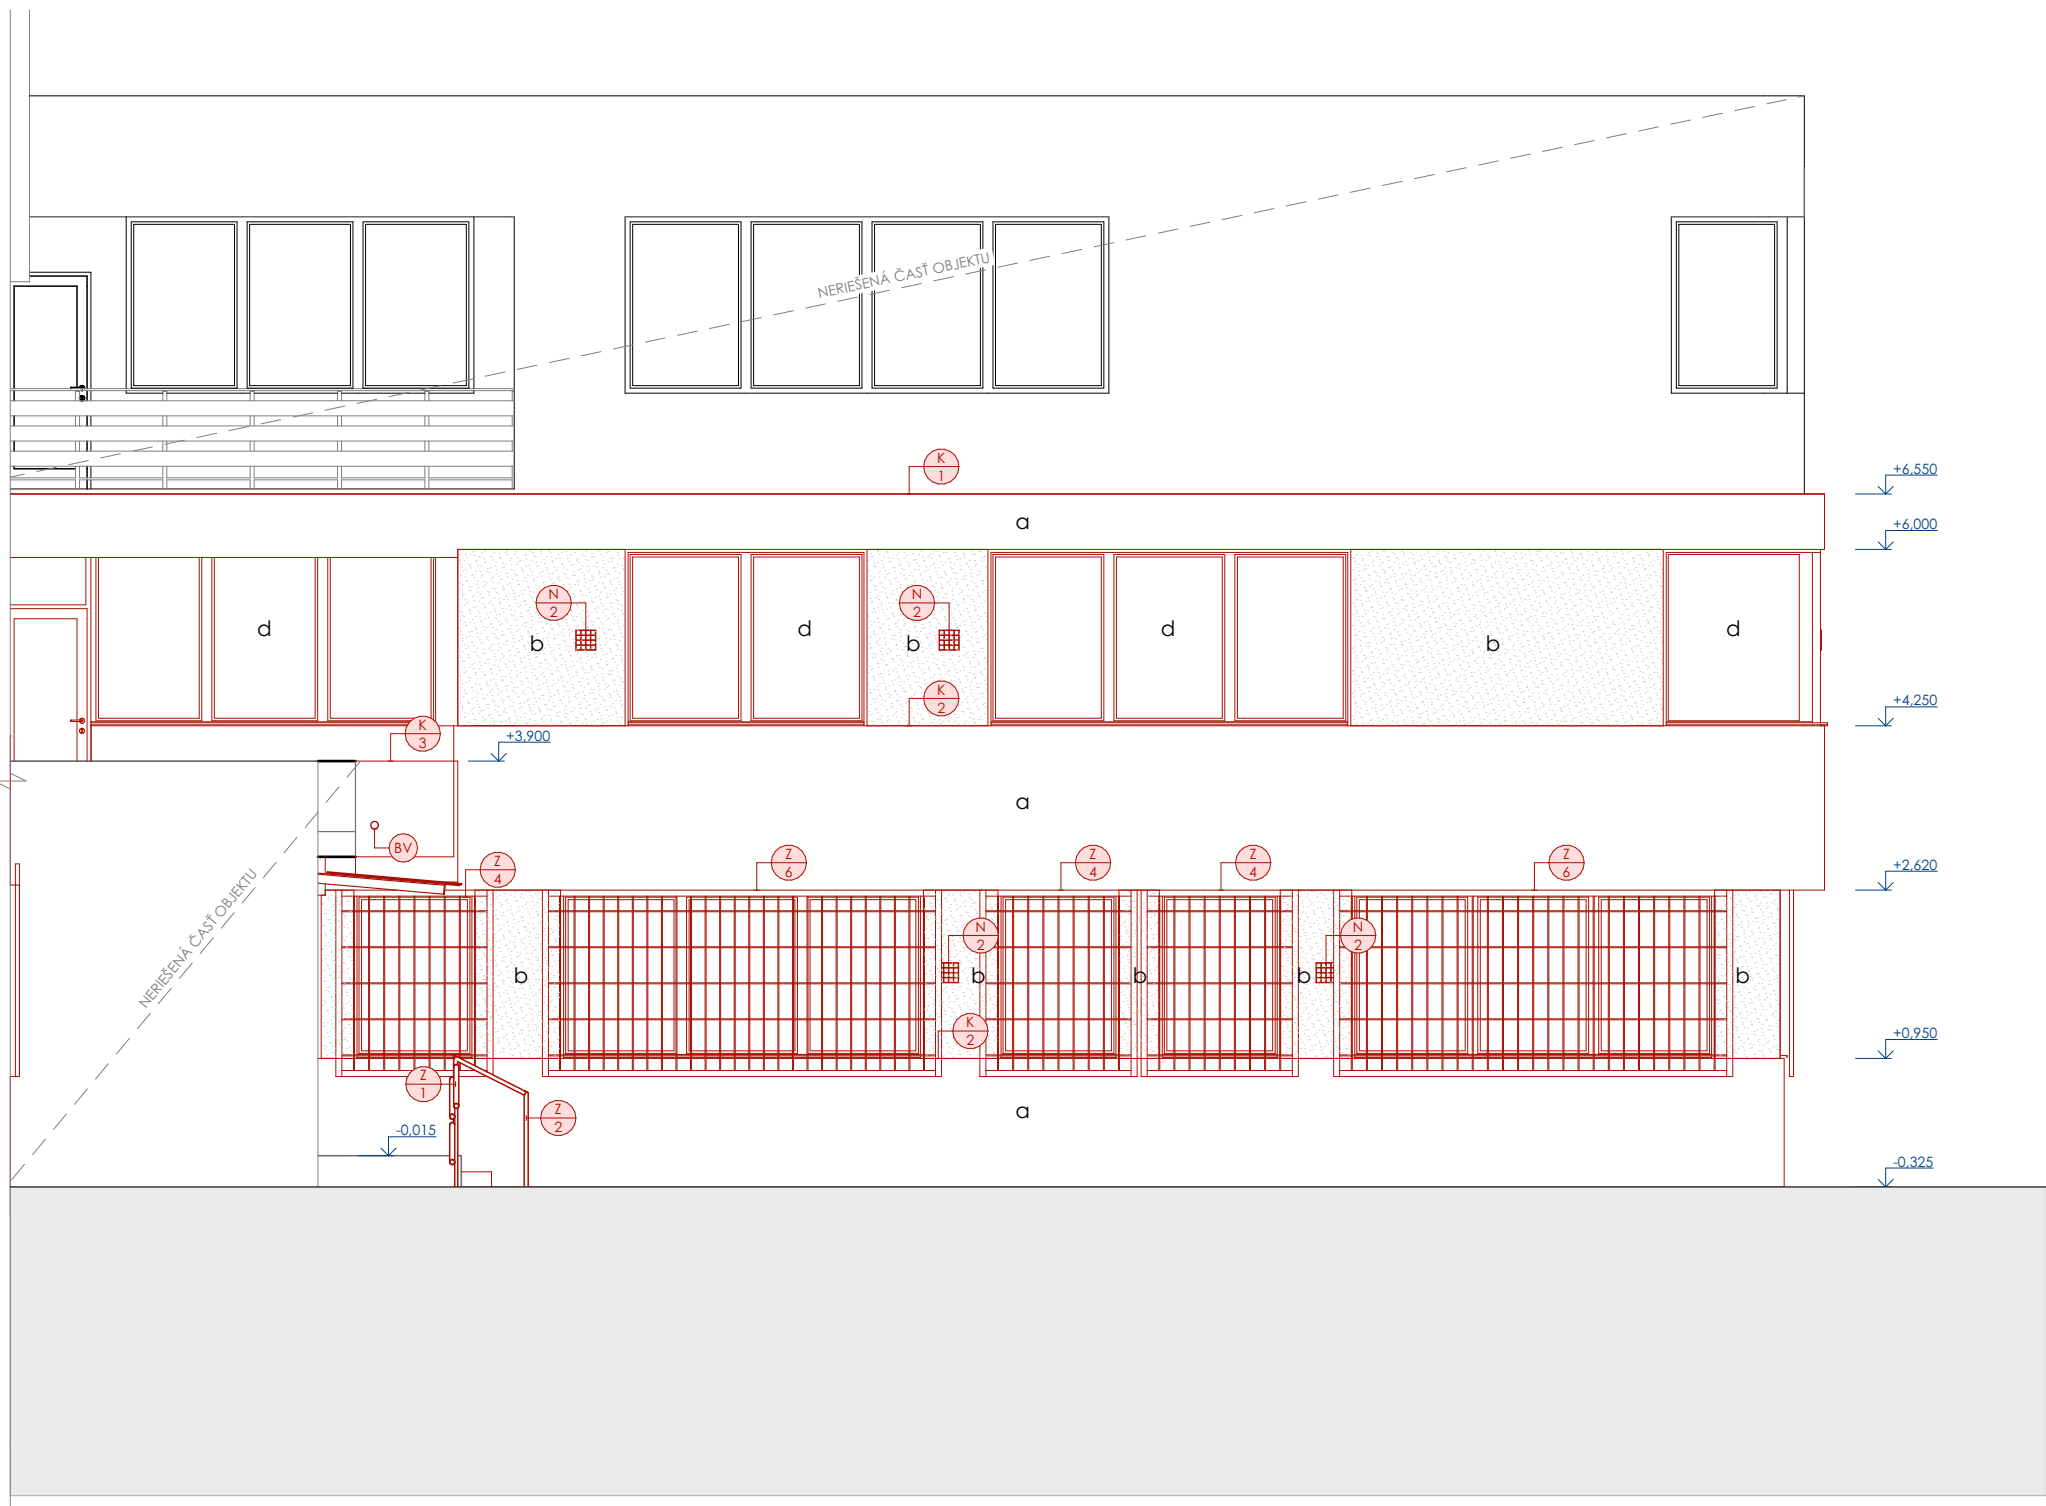 NERIEŠENÁ ČASŤ OBJEKTU
K
1
+6,550
a
+6,000
N
2
N
2
d
d
d
d
b
b
b
K
2
+4,250
K
3
+3,900
a
BV
Z
4
Z
6
Z
4
Z
4
Z
6
+2,620
NERIEŠENÁ ČASŤ OBJEKTU
N
2
N
2
b
b
b
b
b
K
2
+0,950
Z
1
Z
2
a
-0,015
-0,325